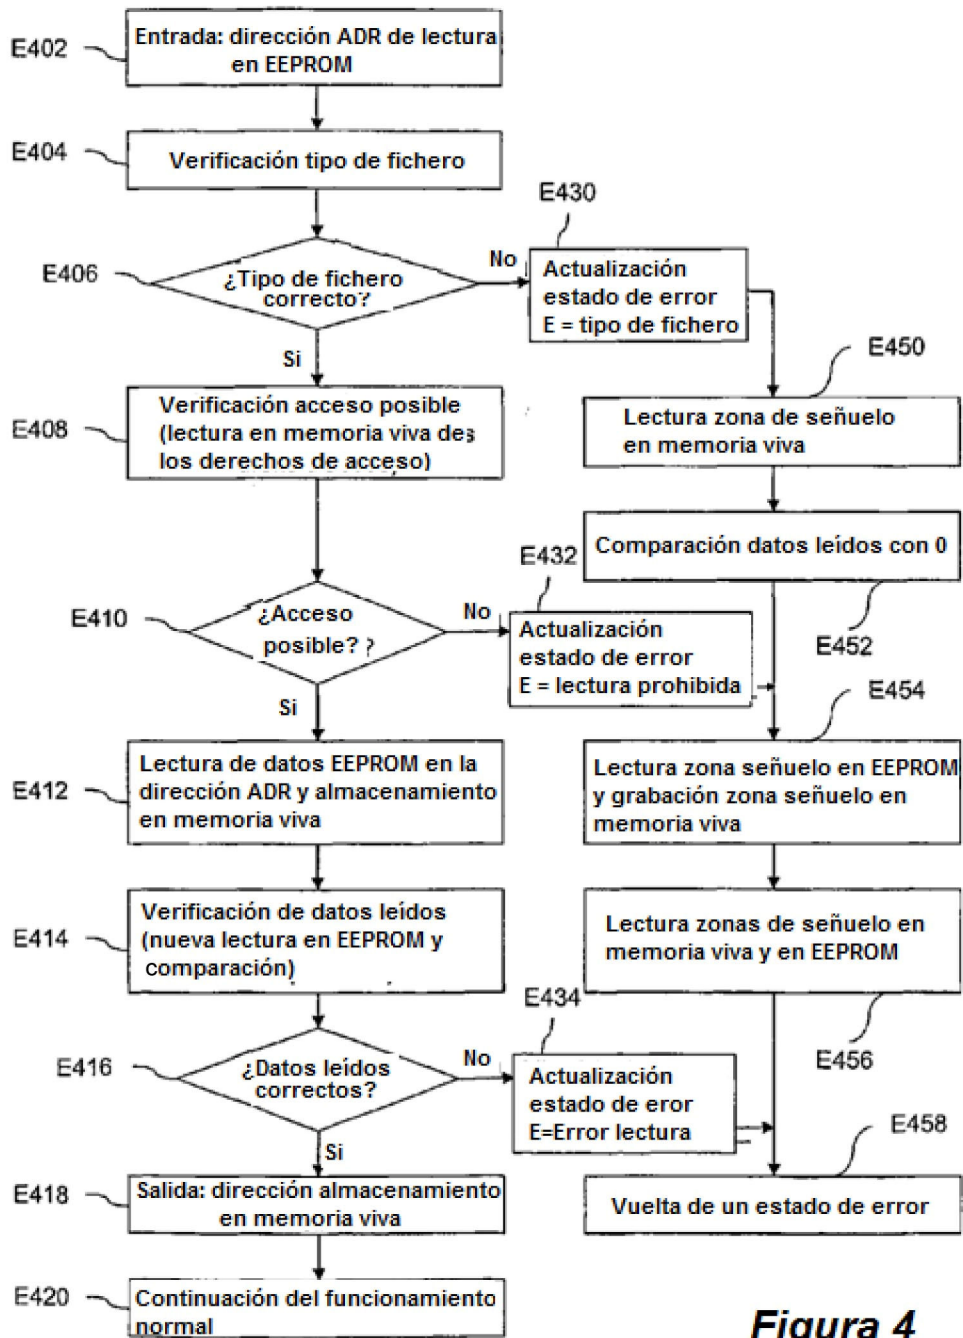 E402
Entrada: dirección ADR de lectura
en EEPROM
E404
Verificación tipo de fichero
E406
¿Tipo de fichero
correcto?
No
Si
E430
Actualización
estado de error
E = tipo de fichero
E408
Verificación acceso posible
(lectura en memoria viva des
los derechos de acceso)
E450
Lectura zona de señuelo
en memoria viva
Comparación datos leídos con 0
E452
E410
¿Acceso
posible? ?
No
Si
E432
Actualización
estado de error
E = lectura prohibida
E454
Lectura zona señuelo en EEPROM
y grabación zona señuelo en
memoria viva
E412
Lectura de datos EEPROM en la
dirección ADR y almacenamiento
en memoria viva
E414
Verificación de datos leídos
(nueva lectura en EEPROM y
comparación)
Lectura zonas de señuelo en
memoria viva y en EEPROM
E456
E416
¿Datos leídos
correctos?
No
Si
E434
Actualización
estado de eror
E=Error lectura
E458
Vuelta de un estado de error
E418
Salida: dirección almacenamiento
en memoria viva
E420
Continuación del funcionamiento
normal
Figura 4